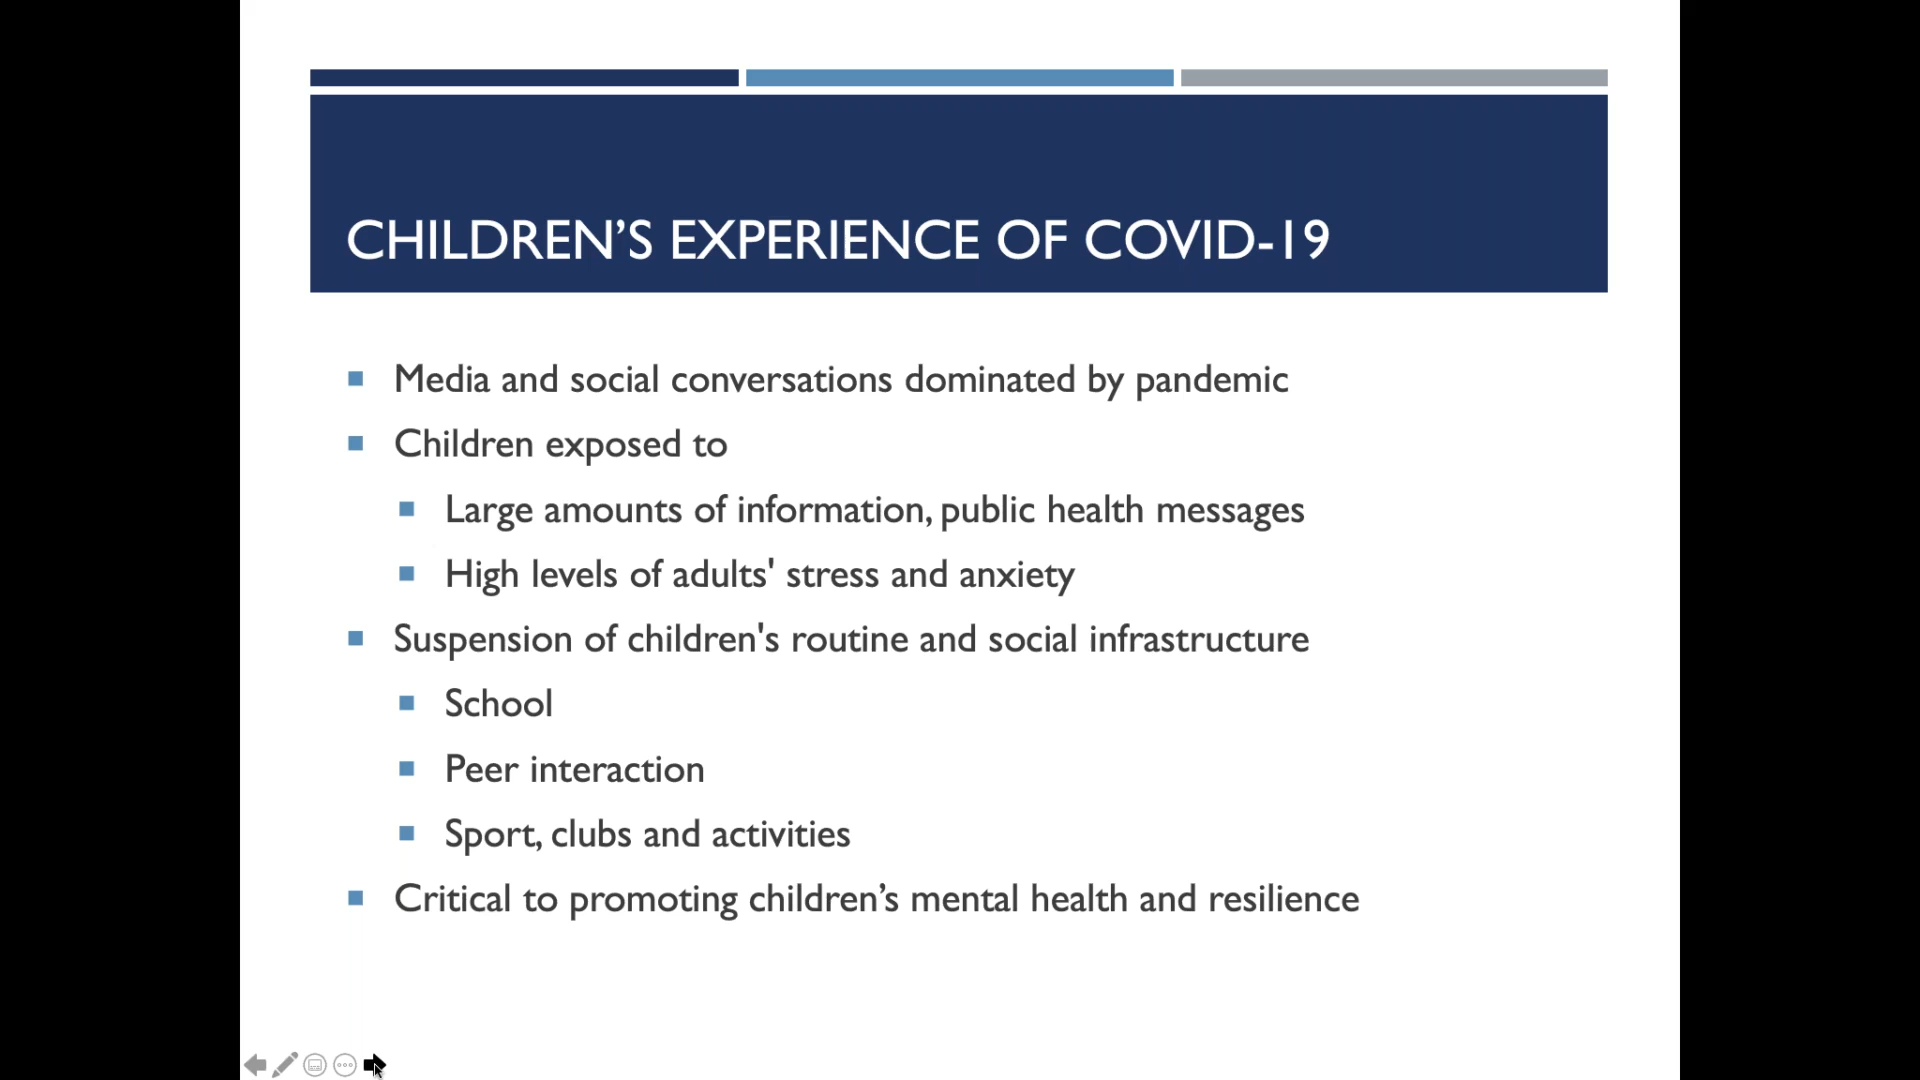 CHILDREN’S EXPERIENCE OF COVID-19
Media and social conversations dominated by pandemic
Children exposed to
Large amounts of information, public health messages
High levels of adults' stress and anxiety
Suspension of children's routine and social infrastructure
School
Peer interaction
Sport, clubs and activities
Critical to promoting children’s mental health and resilience